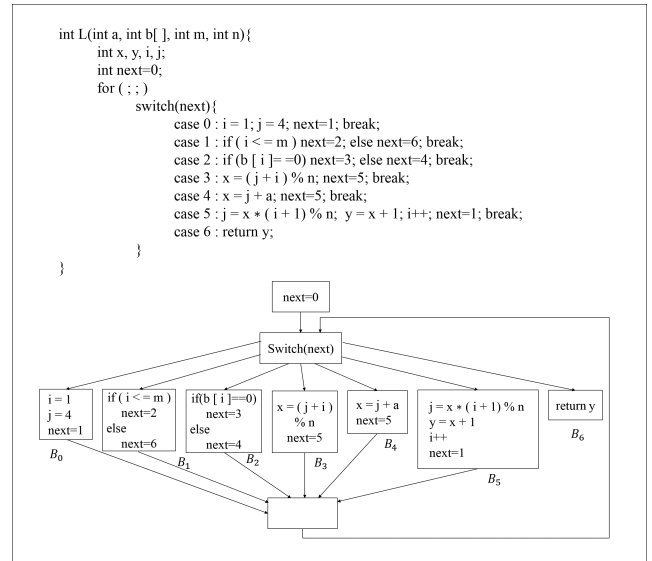 int L(int a, int b[ ], int m, int n){
int x, y, i, j;
int next=0;
for ( ; ; )
switch(next){
case 0 : i = 1; j = 4; next=1; break;
case 1 : if ( i < = m ) next=2; else next=6; break;
case 2 : if (b [ i ]= =0) next=3; else next=4; break;
case 3 : x = ( j + i ) % n; next=5; break;
case 4 : x = j + a; next=5; break;
case 5 : j = x * ( i + 1) % n; y = x + 1; i++; next=1; break;
case 6 : return y;
}
}
next=0
Switch(next)
i = 1
j = 4
next=1
B0
if ( i < = m )
next=2
else
next=6
B1
if(b [ i ]==0)
next=3
else
next=4
B2
x = ( j + i )
% n
next=5
B3
x = j + a
next=5
B4
j = x * ( i + 1) % n
y = x + 1
i++
next=1
B5
return y
B6